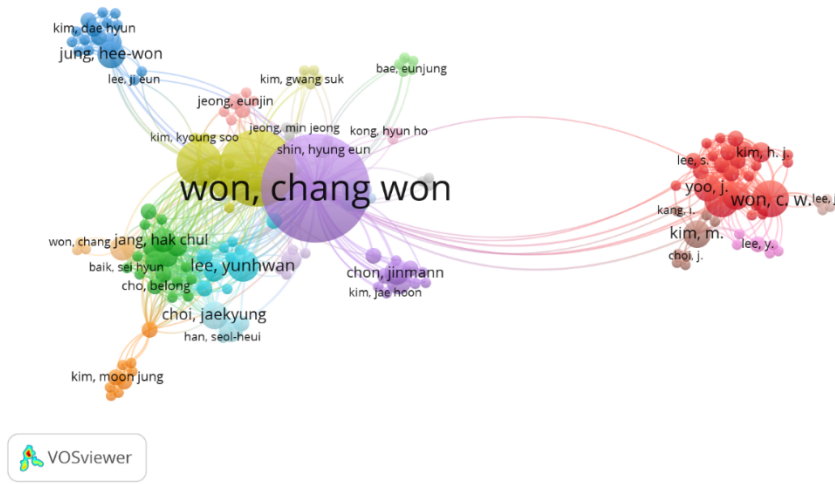 kim, dae hyun
jung, hee-won
lee, ji eun
kim, gwang suk
bae, eunjung
jeong, eunjin
kim, kyoung soo
jeong, min jeong
kong, hyun ho
shin, hyung eun
won, chang won
lee, s.
kim, h. j.
yoo, j.
won, c. w.
lee, j
kang, i.
kim, m.
lee, y.
choi, j.
won, chang
jang, hak chul
baik, sei hyun
lee, yunhwan
cho, belong
chon, jinmann
kim, jae hoon
choi, jaekyung
han, seol-heui
kim, moon jung
VOSviewer